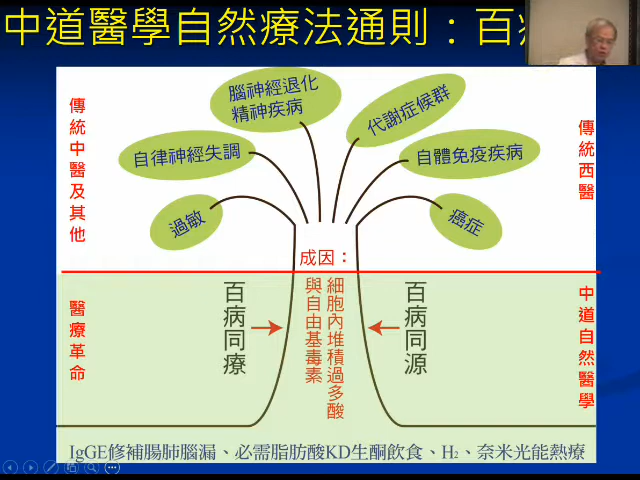 中道醫學自然療法通則：百
腦神經退化
精神疾病
代謝症候群
自律神經失調
自體免疫疾病
過敏
癌症
傳統中醫及其他
傳統西醫
成因：
細胞內堆積過多酸
與自由基毒素
百病同療
百病同源
醫療革命
中道自然醫學
IgGE修補腸肺腦漏、必需脂肪酸KD生酮飲食、H₂、奈米光能熱療